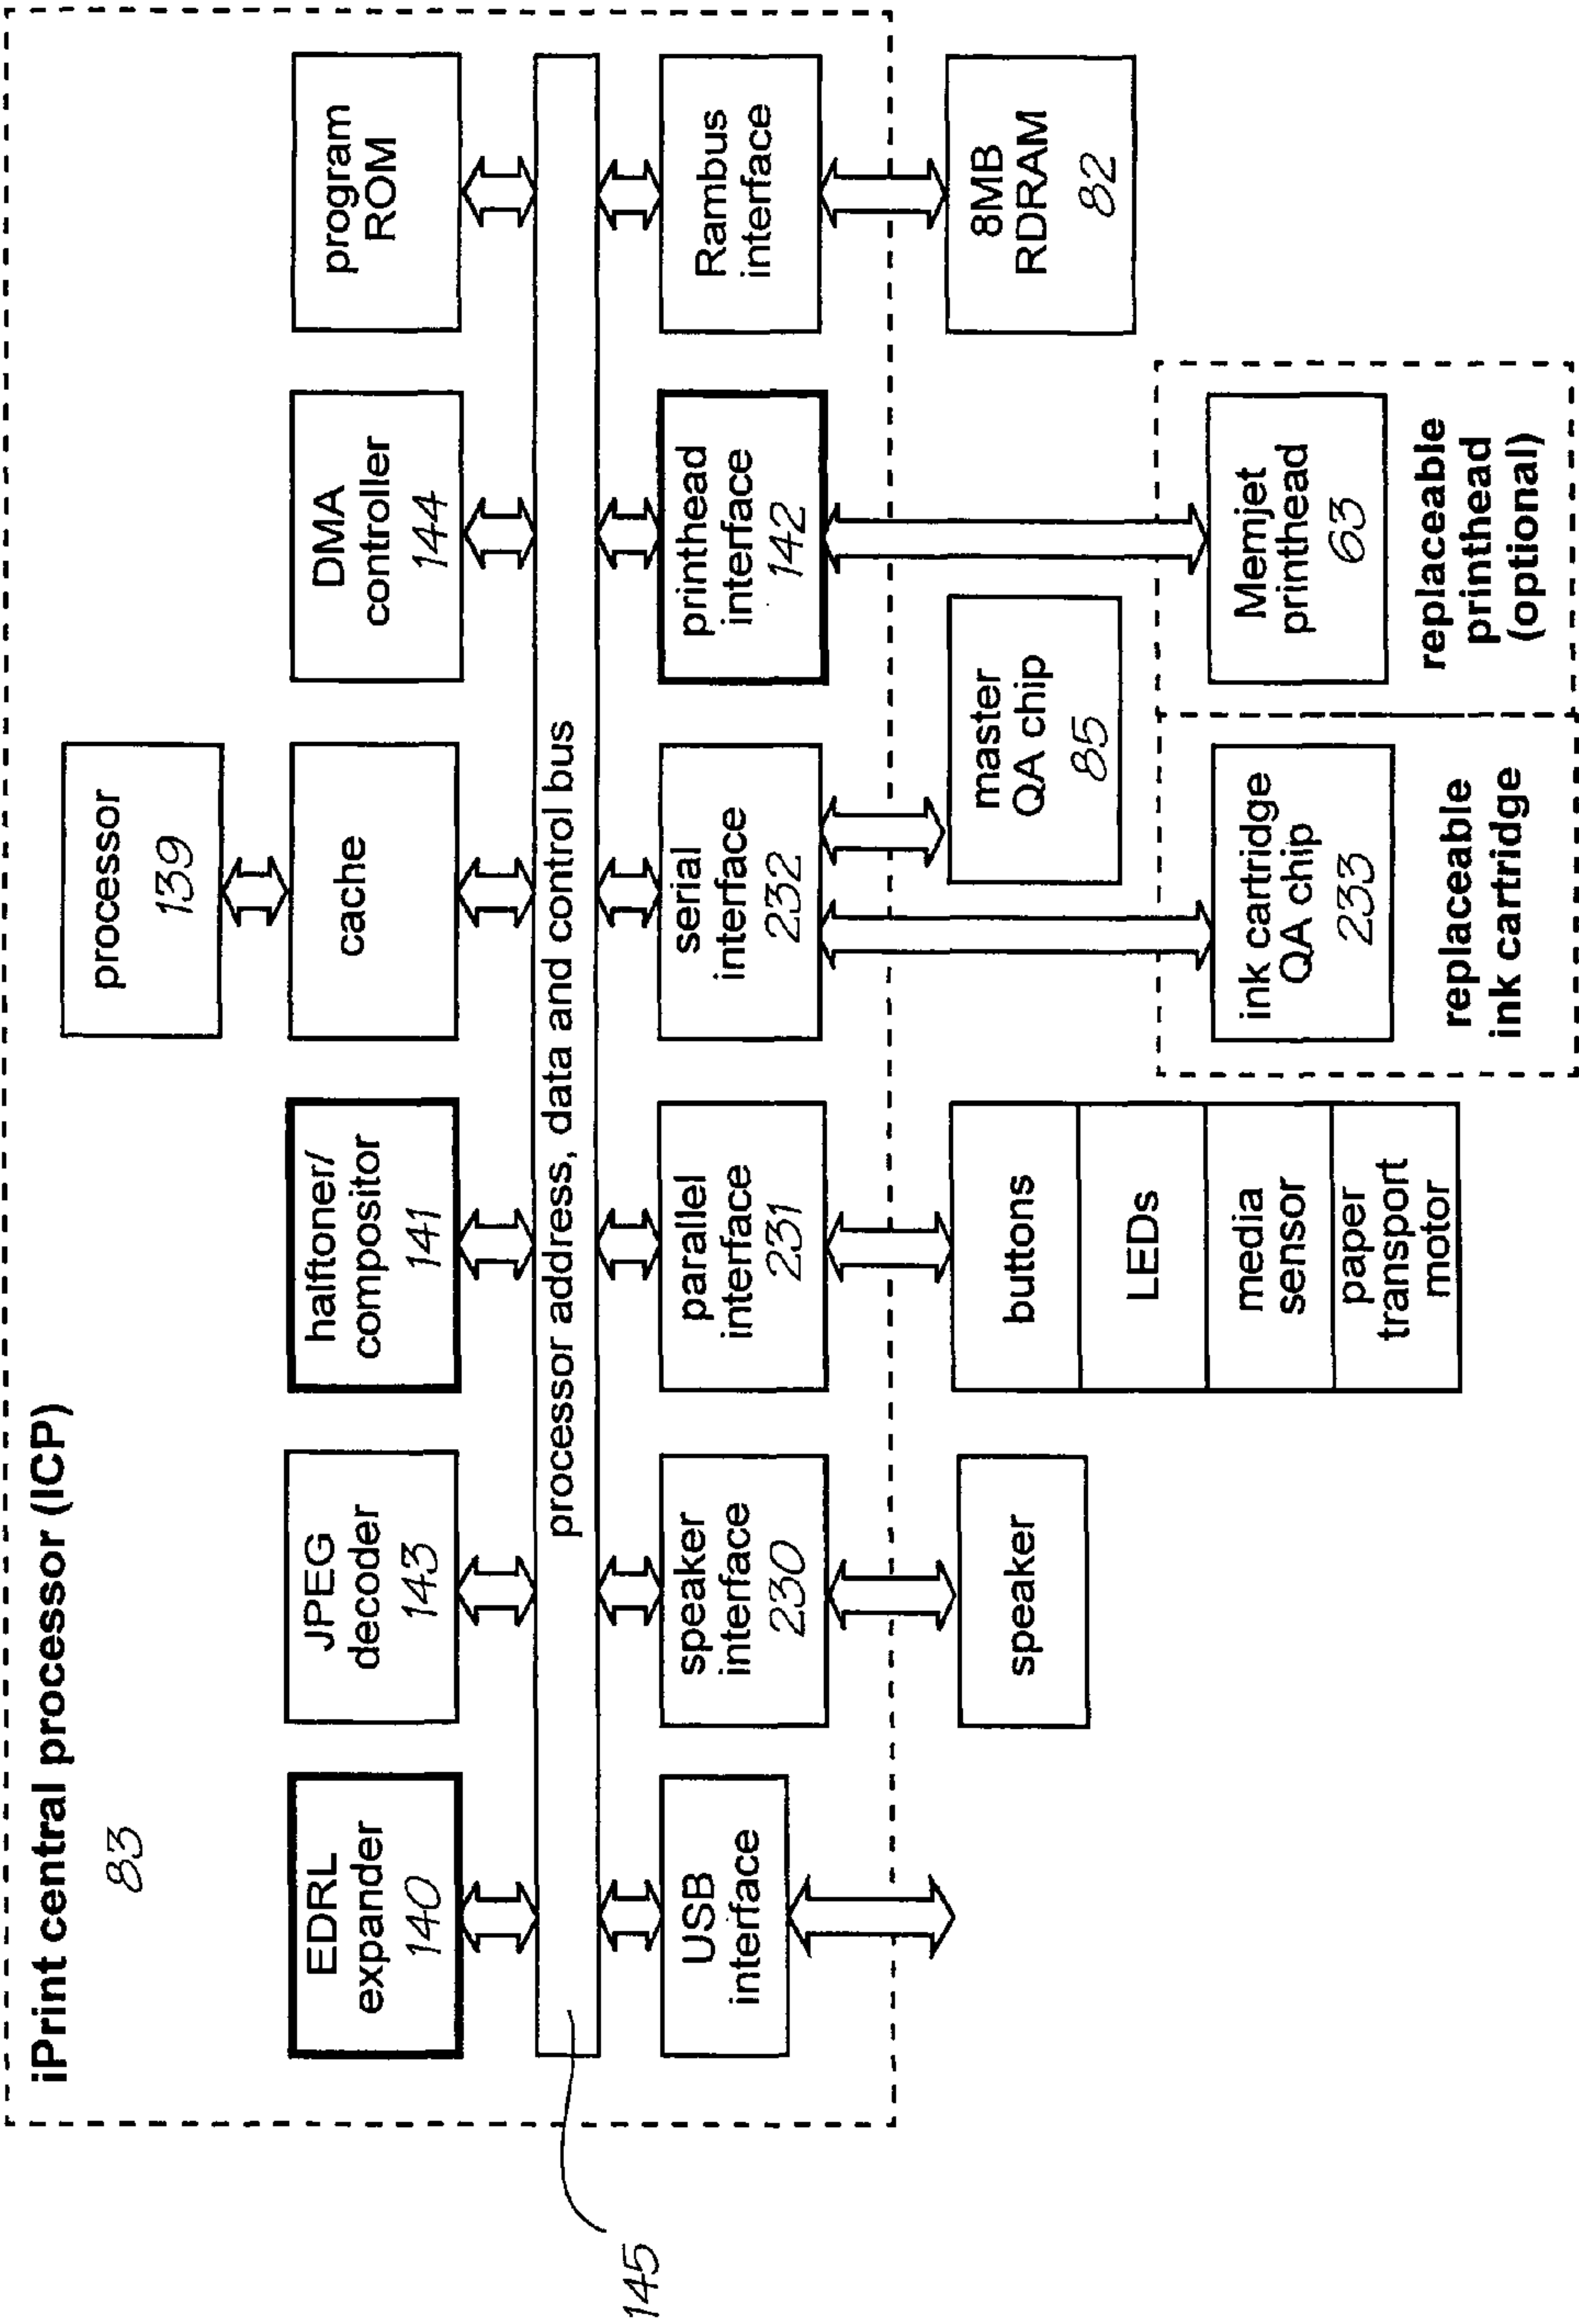 iPrint central processor (ICP)
83
processor
139
EDRL
expander
140
JPEG
decoder
143
halftoner/
compositor
141
cache
DMA
controller
144
program
ROM
processor address, data and control bus
145
USB
interface
speaker
interface
230
parallel
interface
231
serial
interface
232
printhead
interface
142
Rambus
interface
speaker
buttons
LEDs
media
sensor
paper
transport
motor
master
QA chip
85
8MB
RDRAM
82
ink cartridge
QA chip
233
replaceable
ink cartridge
Memjet
printhead
63
replaceable
printhead
(optional)